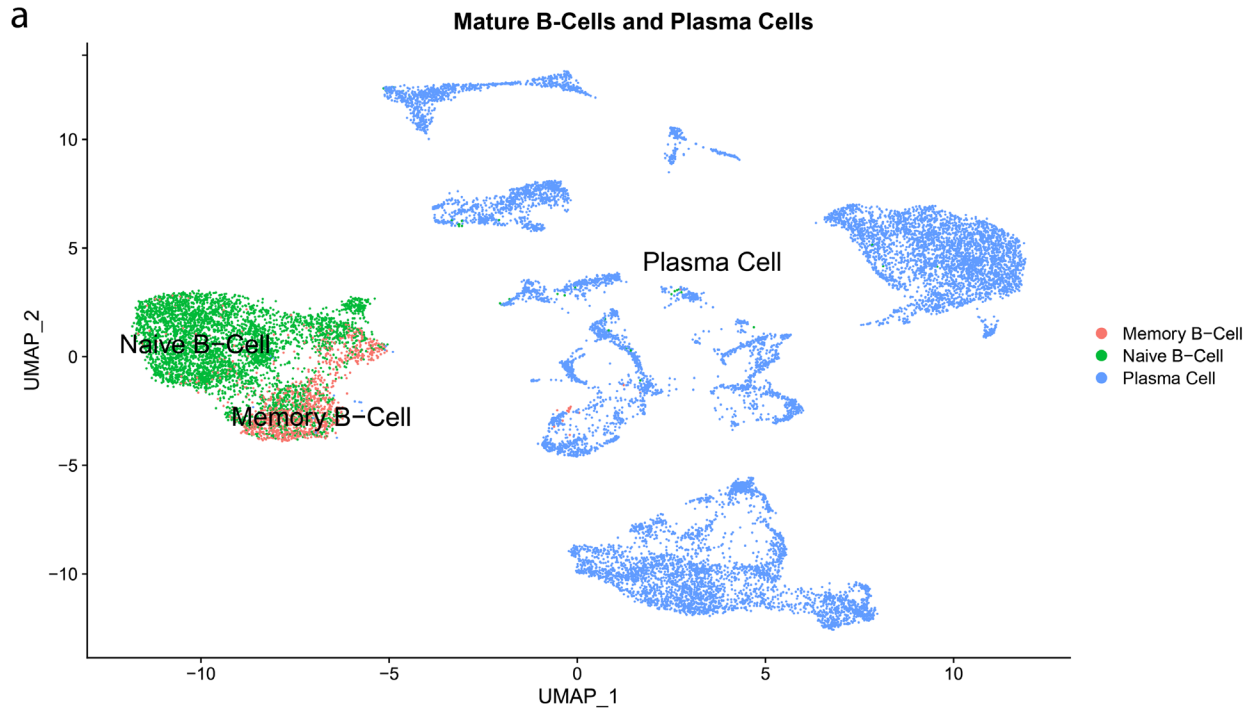 a
Mature B-Cells and Plasma Cells
10
5
0
−5
−10
UMAP_2
Plasma Cell
Naive B−Cell
Memory B−Cell
Memory B−Cell
Naive B−Cell
Plasma Cell
−10
−5
0
5
10
UMAP_1